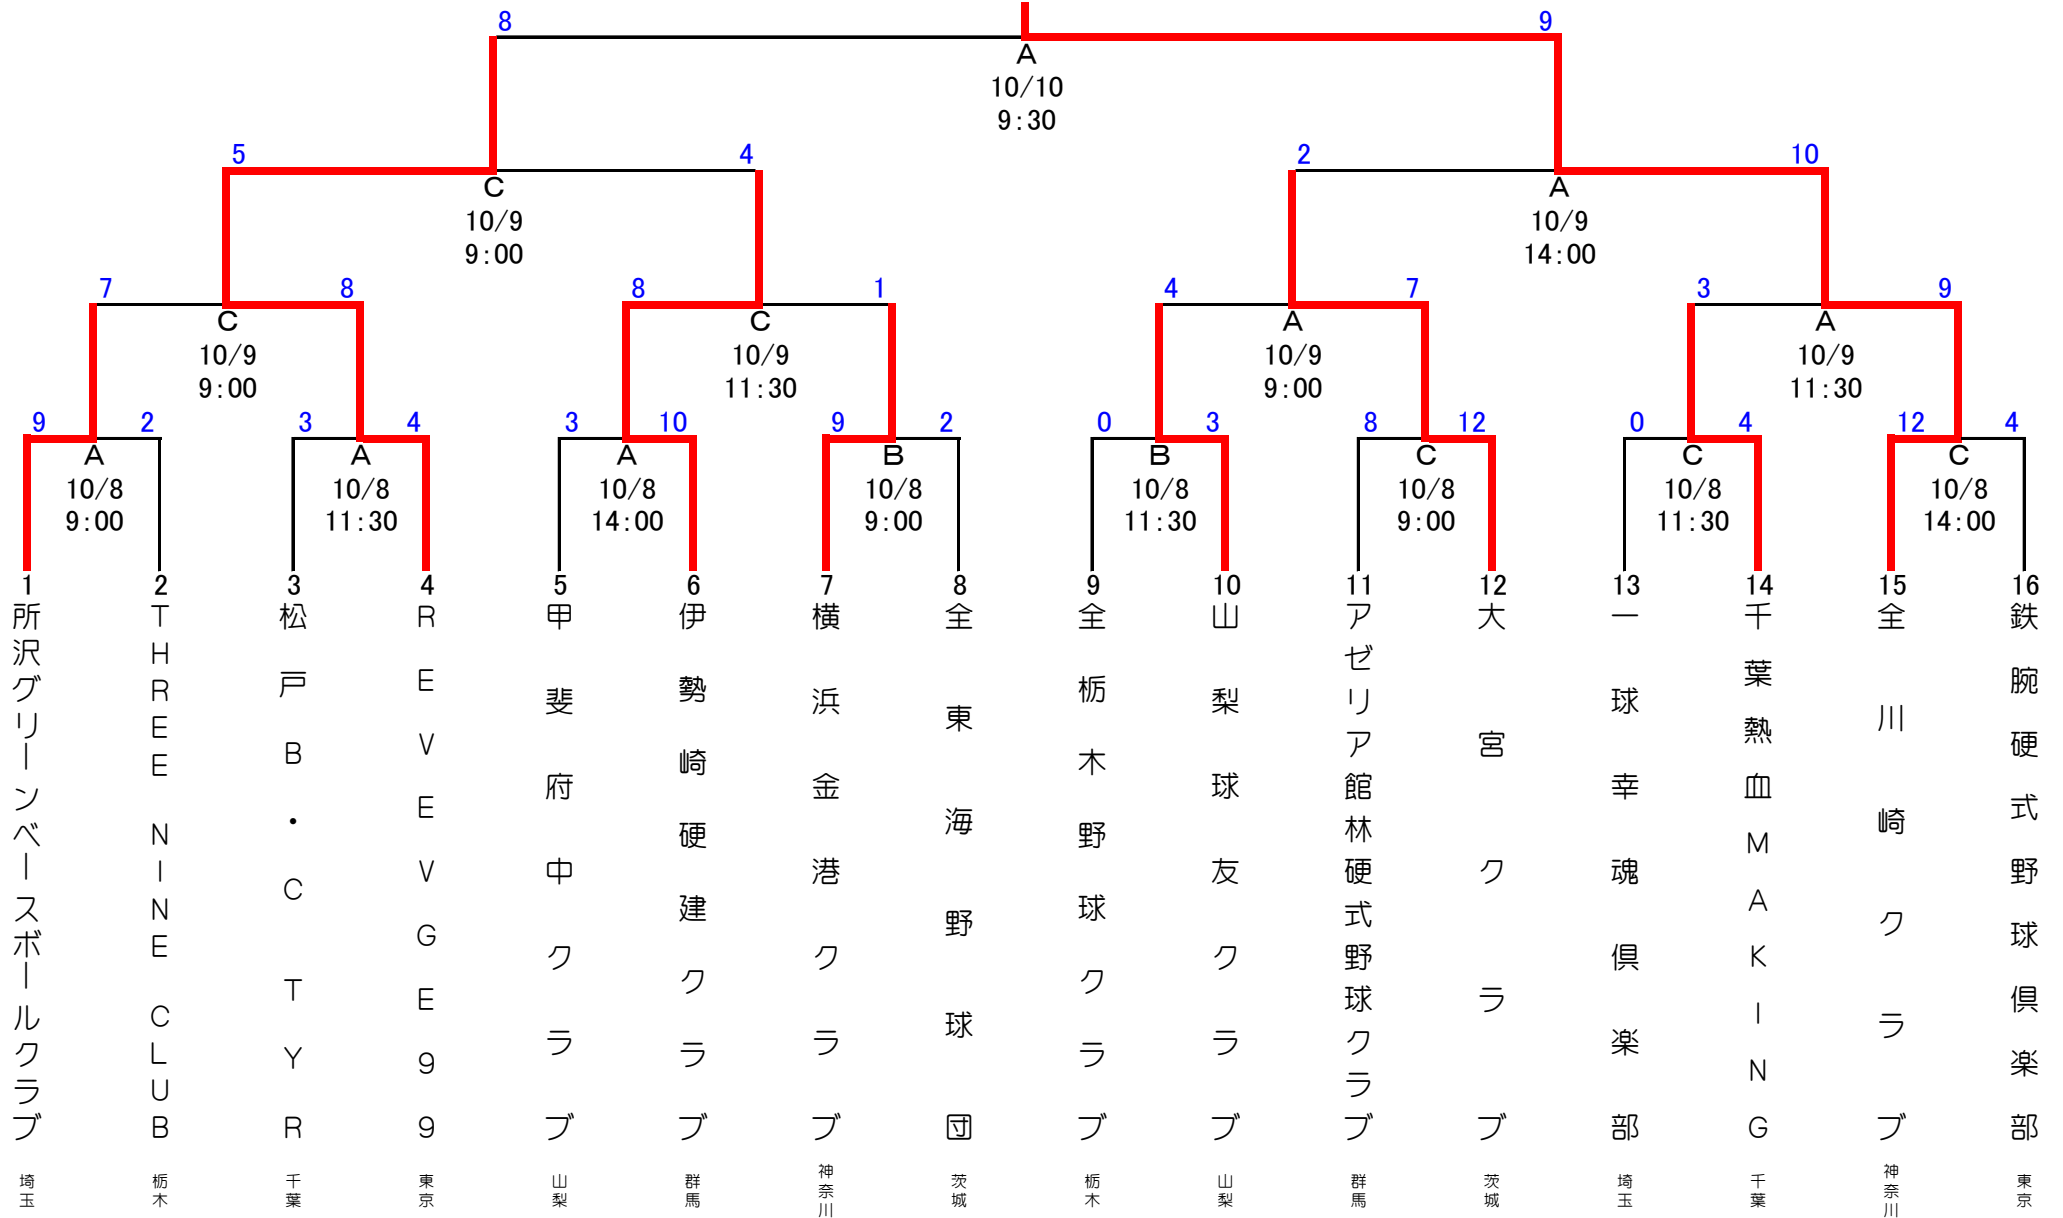 8 9
A
10/10
9:30
5 4 2 10
C A
10/9 10/9
9:00 14:00
7 8 8 1 4 7 3 9
C C A A
10/9 10/9 10/9 10/9
9:00 11:30 9:00 11:30
9 2 3 4 3 10 9 2 0 3 8 12 0 4 12 4
A A A B B C C C
10/8 10/8 10/8 10/8 10/8 10/8 10/8 10/8
9:00 11:30 14:00 9:00 11:30 9:00 11:30 14:00
1 2 3 4 5 6 7 8 9 10 11 12 13 14 15 16
所沢グリーンベースボールクラブ
THREE NINE CLUB
松戸B・C TYR
REVEVGE99
甲斐府中クラブ
伊勢崎硬建クラブ
横浜金港クラブ
全東海野球団
全栃木野球クラブ
山梨球友クラブ
アゼリア館林硬式野球クラブ
大宮クラブ
一球幸魂倶楽部
千葉熱血MAKING
全川崎クラブ
鉄腕硬式野球倶楽部
埼玉
栃木
千葉
東京
山梨
群馬
神奈川
茨城
栃木
山梨
群馬
茨城
埼玉
千葉
神奈川
東京